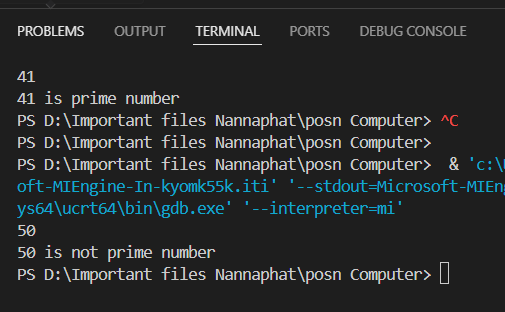 PROBLEMS OUTPUT TERMINAL PORTS DEBUG CONSOLE
41
41 is prime number
PS D:\Important files Nannaphat\posn Computer> ^C
PS D:\Important files Nannaphat\posn Computer>
PS D:\Important files Nannaphat\posn Computer> & 'c:\
oft-MIEngine-In-kyomk55k.iti' '--stdout=Microsoft-MIEng
ys64\ucrt64\bin\gdb.exe' '--interpreter=mi'
50
50 is not prime number
PS D:\Important files Nannaphat\posn Computer>